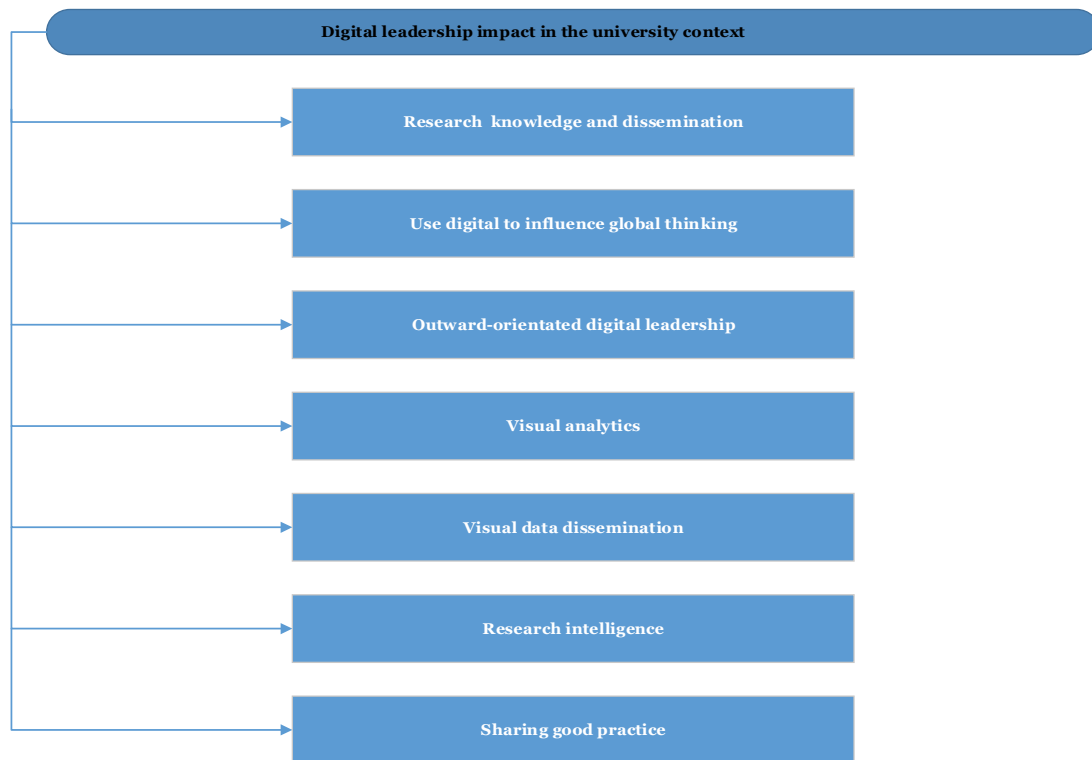 Digital leadership impact in the university context
Research knowledge and dissemination
Use digital to influence global thinking
Outward-orientated digital leadership
Visual analytics
Visual data dissemination
Research intelligence
Sharing good practice